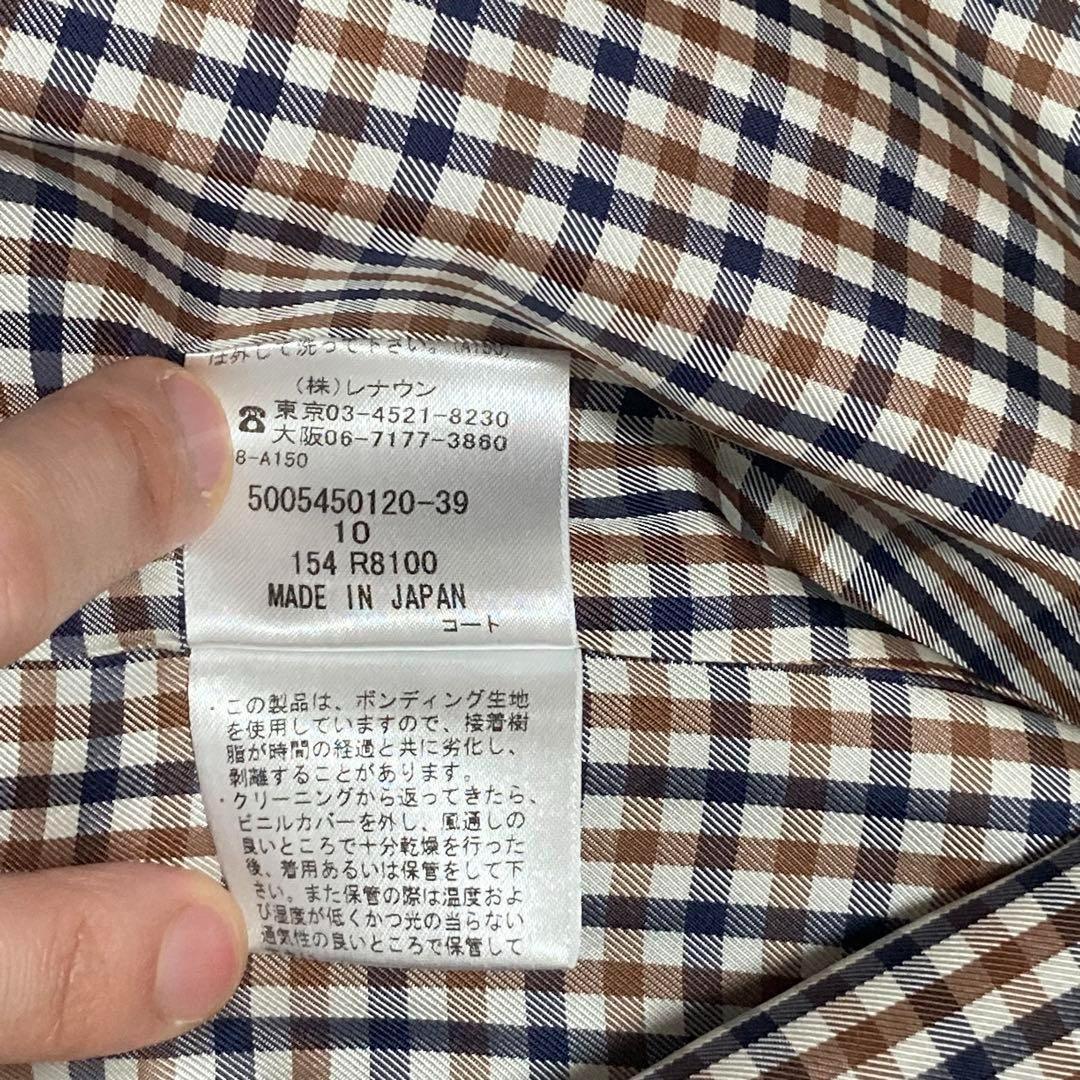 して洗って下さい。(A150)
(株)レナウン
☎東京03-4521-8230
大阪06-7177-3860
8-A150
5005450120-39
10
154 R8100
MADE IN JAPAN
コート
・この製品は、ボンディング生地
を使用していますので、接着樹
脂が時間の経過と共に劣化し、
剥離することがあります。
・クリーニングから返ってきたら、
ビニルカバーを外し、風通しの
良いところで十分乾燥を行った
後、着用あるいは保管をして下
さい。また保管の際は温度およ
び湿度が低くかつ光の当らない
通気性の良いところで保管して